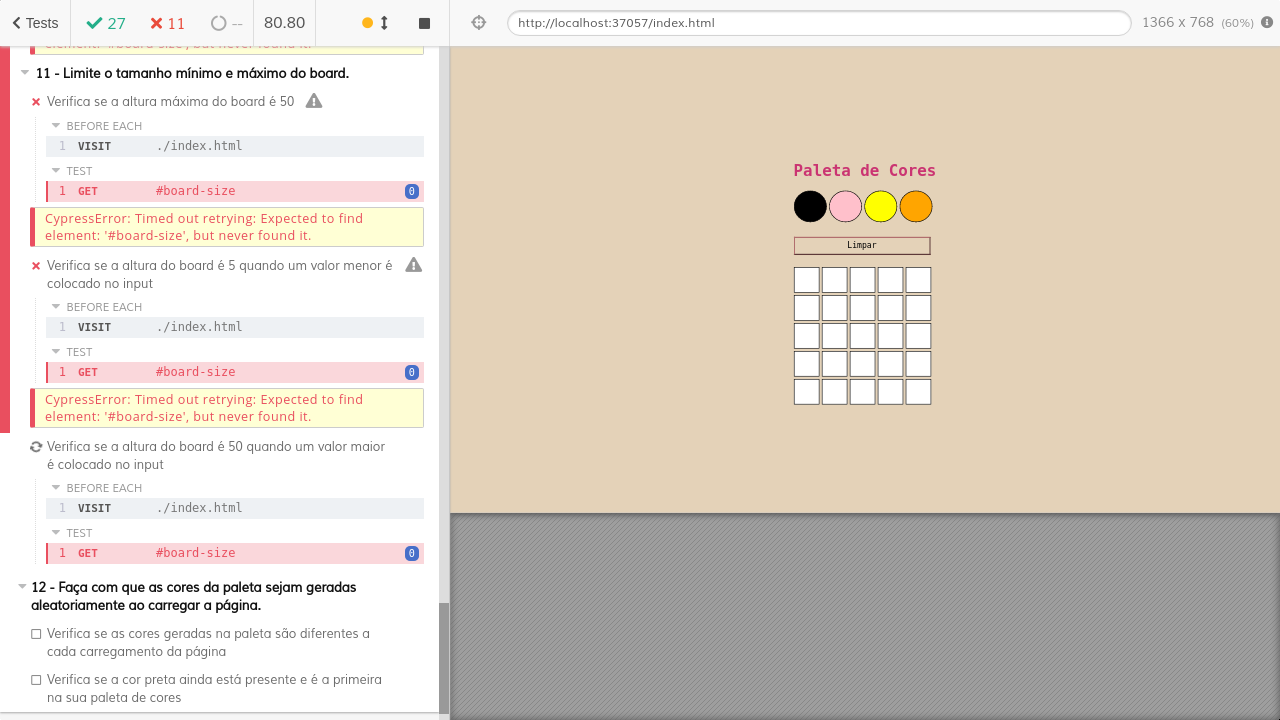 Tests
27
11
--
80.80
http://localhost:37057/index.html
1366 x 768 (60%)
element: '#board-size', but never found it.
11 - Limite o tamanho mínimo e máximo do board.
Verifica se a altura máxima do board é 50
BEFORE EACH
1 VISIT ./index.html
TEST
1 GET #board-size 0
CypressError: Timed out retrying: Expected to find
element: '#board-size', but never found it.
Verifica se a altura do board é 5 quando um valor menor é
colocado no input
BEFORE EACH
1 VISIT ./index.html
TEST
1 GET #board-size 0
CypressError: Timed out retrying: Expected to find
element: '#board-size', but never found it.
Verifica se a altura do board é 50 quando um valor maior
é colocado no input
BEFORE EACH
1 VISIT ./index.html
TEST
1 GET #board-size 0
12 - Faça com que as cores da paleta sejam geradas
aleatoriamente ao carregar a página.
Verifica se as cores geradas na paleta são diferentes a
cada carregamento da página
Verifica se a cor preta ainda está presente e é a primeira
na sua paleta de cores
Paleta de Cores
Limpar